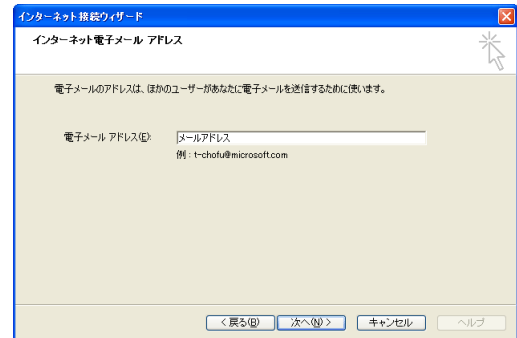 インターネット接続ウィザード
インターネット電子メール アドレス
電子メールのアドレスは、ほかのユーザーがあなたに電子メールを送信するために使います。
電子メール アドレス(E): メールアドレス
例 : t-chofu@microsoft.com
< 戻る(B) 次へ(N) > キャンセル ヘルプ